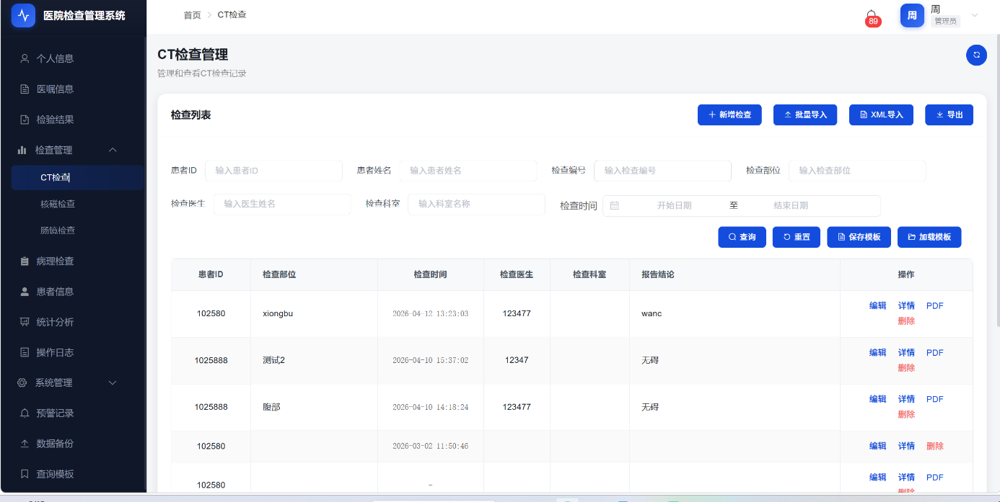 医院检查管理系统
首页 > CT检查
89
周
周
管理员
个人信息
医嘱信息
检验结果
检查管理
CT检查
核磁检查
肠镜检查
病理检查
患者信息
统计分析
操作日志
系统管理
预警记录
数据备份
查询模板
CT检查管理
管理和查看CT检查记录
检查列表
新增检查 批量导入 XML导入 导出
患者ID 输入患者ID 患者姓名 输入患者姓名 检查编号 输入检查编号 检查部位 输入检查部位
检查医生 输入医生姓名 检查科室 输入科室名称 检查时间 开始日期 至 结束日期
查询 重置 保存模板 加载模板
患者ID 检查部位 检查时间 检查医生 检查科室 报告结论 操作
102580 xiongbu 2026-04-12 13:23:03 123477 wanc 编辑 详情 PDF
删除
1025888 测试2 2026-04-10 15:37:02 12347 无碍 编辑 详情 PDF
删除
1025888 腹部 2026-04-10 14:18:24 123477 无碍 编辑 详情 PDF
删除
102580 2026-03-02 11:50:46 编辑 详情 删除
102580 - 编辑 详情 PDF
删除